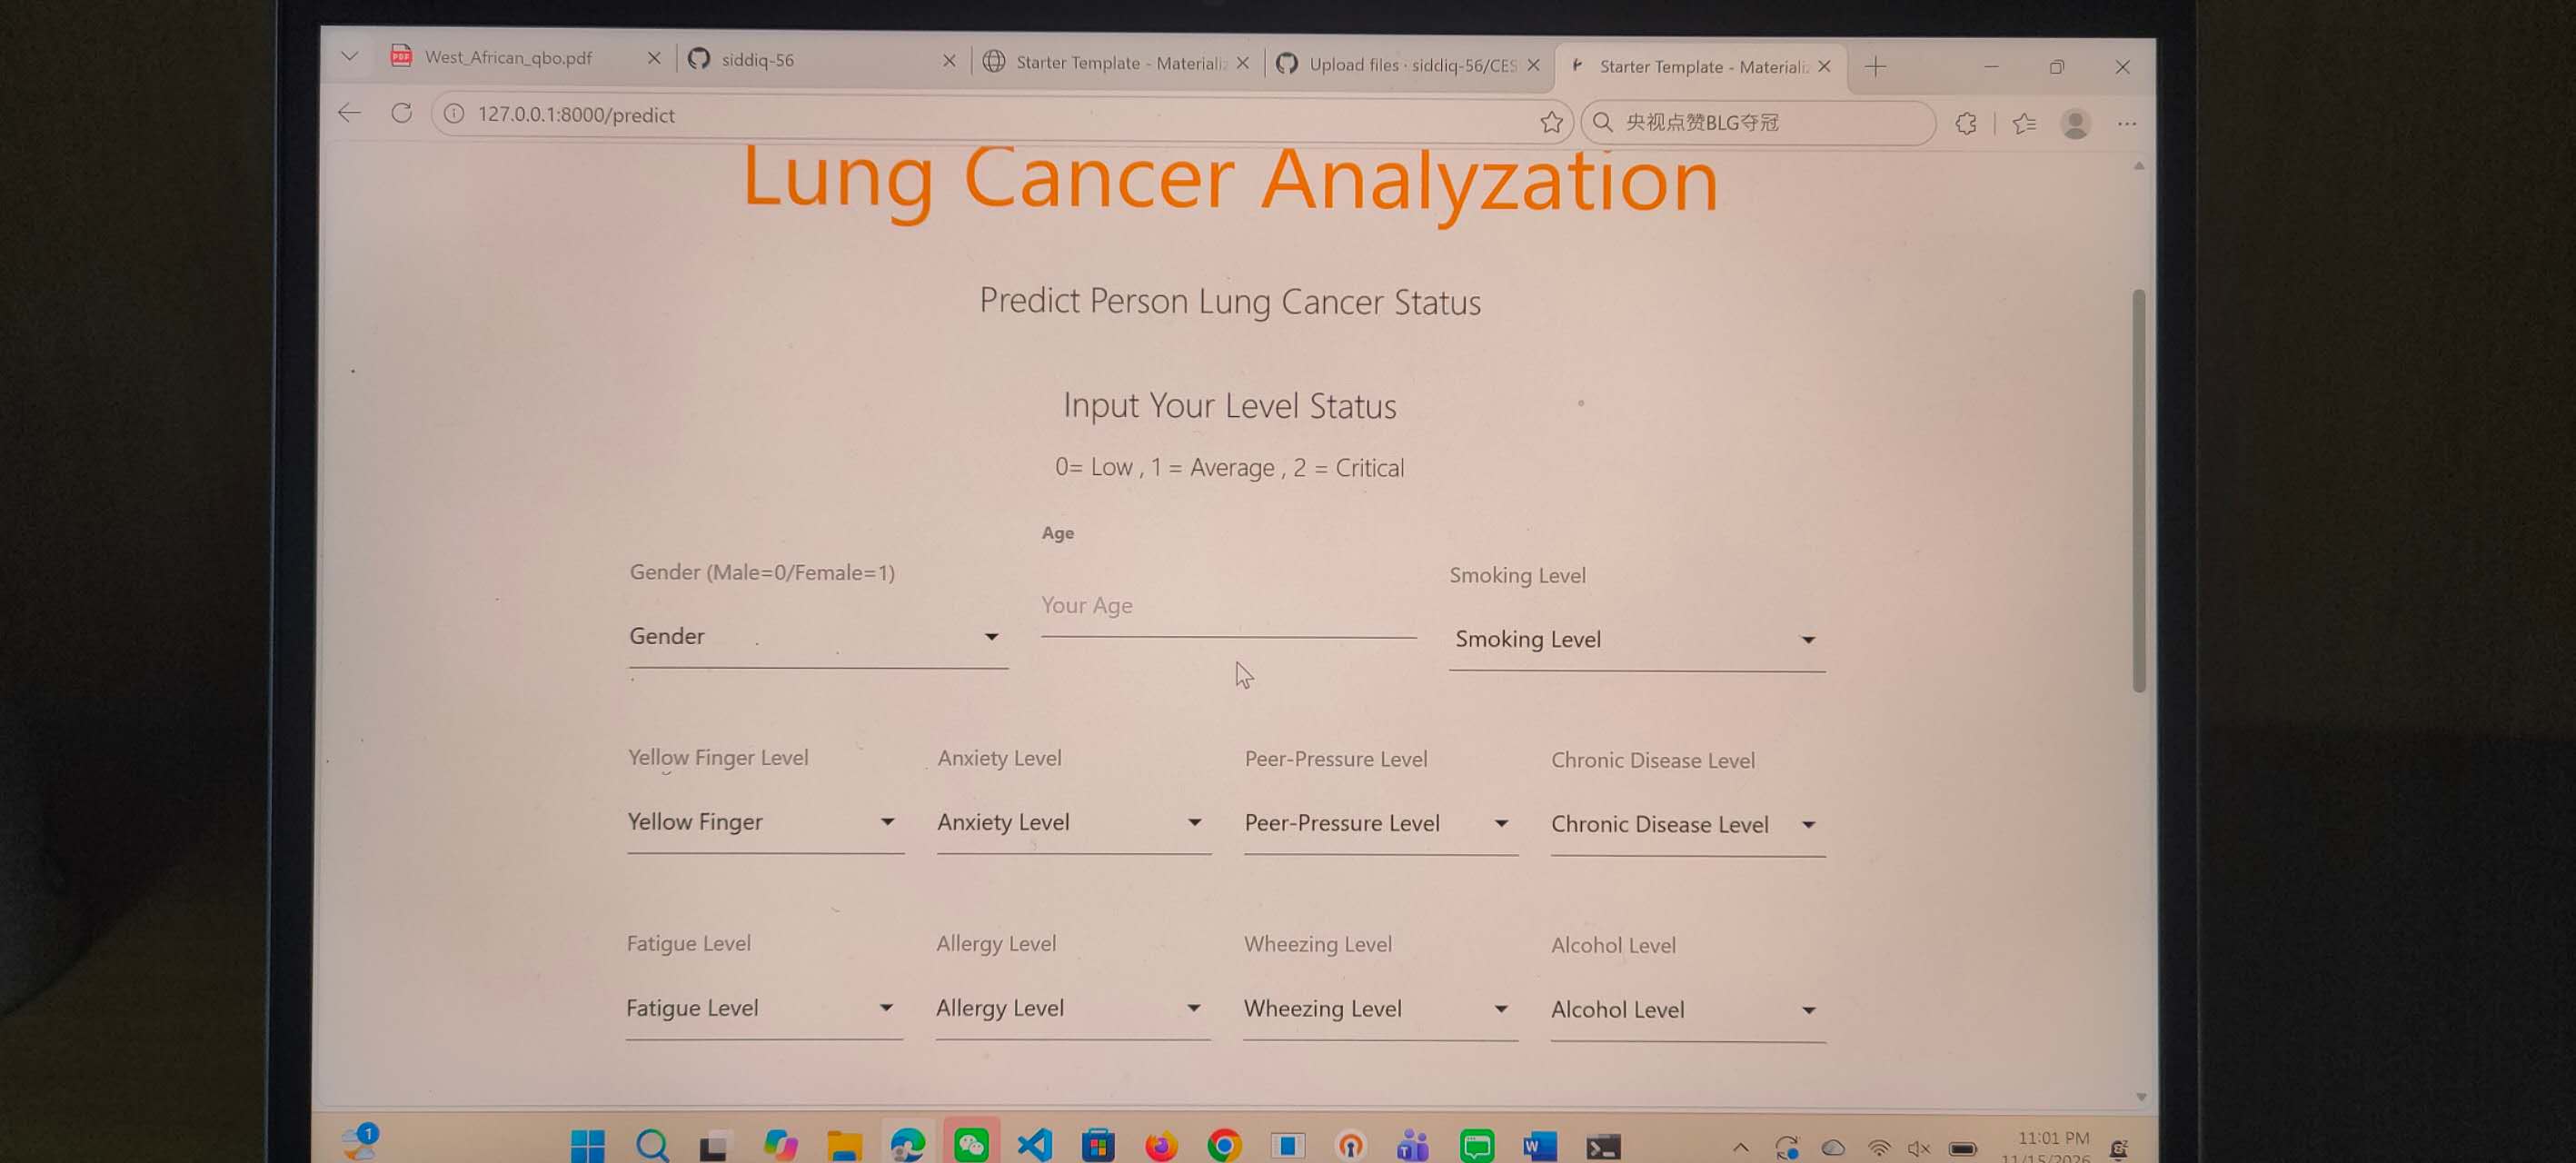 West_African_qbo.pdf
siddiq-56
Starter Template - Materializ
Upload files · siddiq-56/CES
Starter Template - Materializ
127.0.0.1:8000/predict
央视点赞BLG夺冠
Lung Cancer Analyzation
Predict Person Lung Cancer Status
Input Your Level Status
0= Low , 1 = Average , 2 = Critical
Gender (Male=0/Female=1)
Gender
Age
Your Age
Smoking Level
Smoking Level
Yellow Finger Level
Anxiety Level
Peer-Pressure Level
Chronic Disease Level
Yellow Finger
Anxiety Level
Peer-Pressure Level
Chronic Disease Level
Fatigue Level
Allergy Level
Wheezing Level
Alcohol Level
Fatigue Level
Allergy Level
Wheezing Level
Alcohol Level
1
11:01 PM
11/15/2026